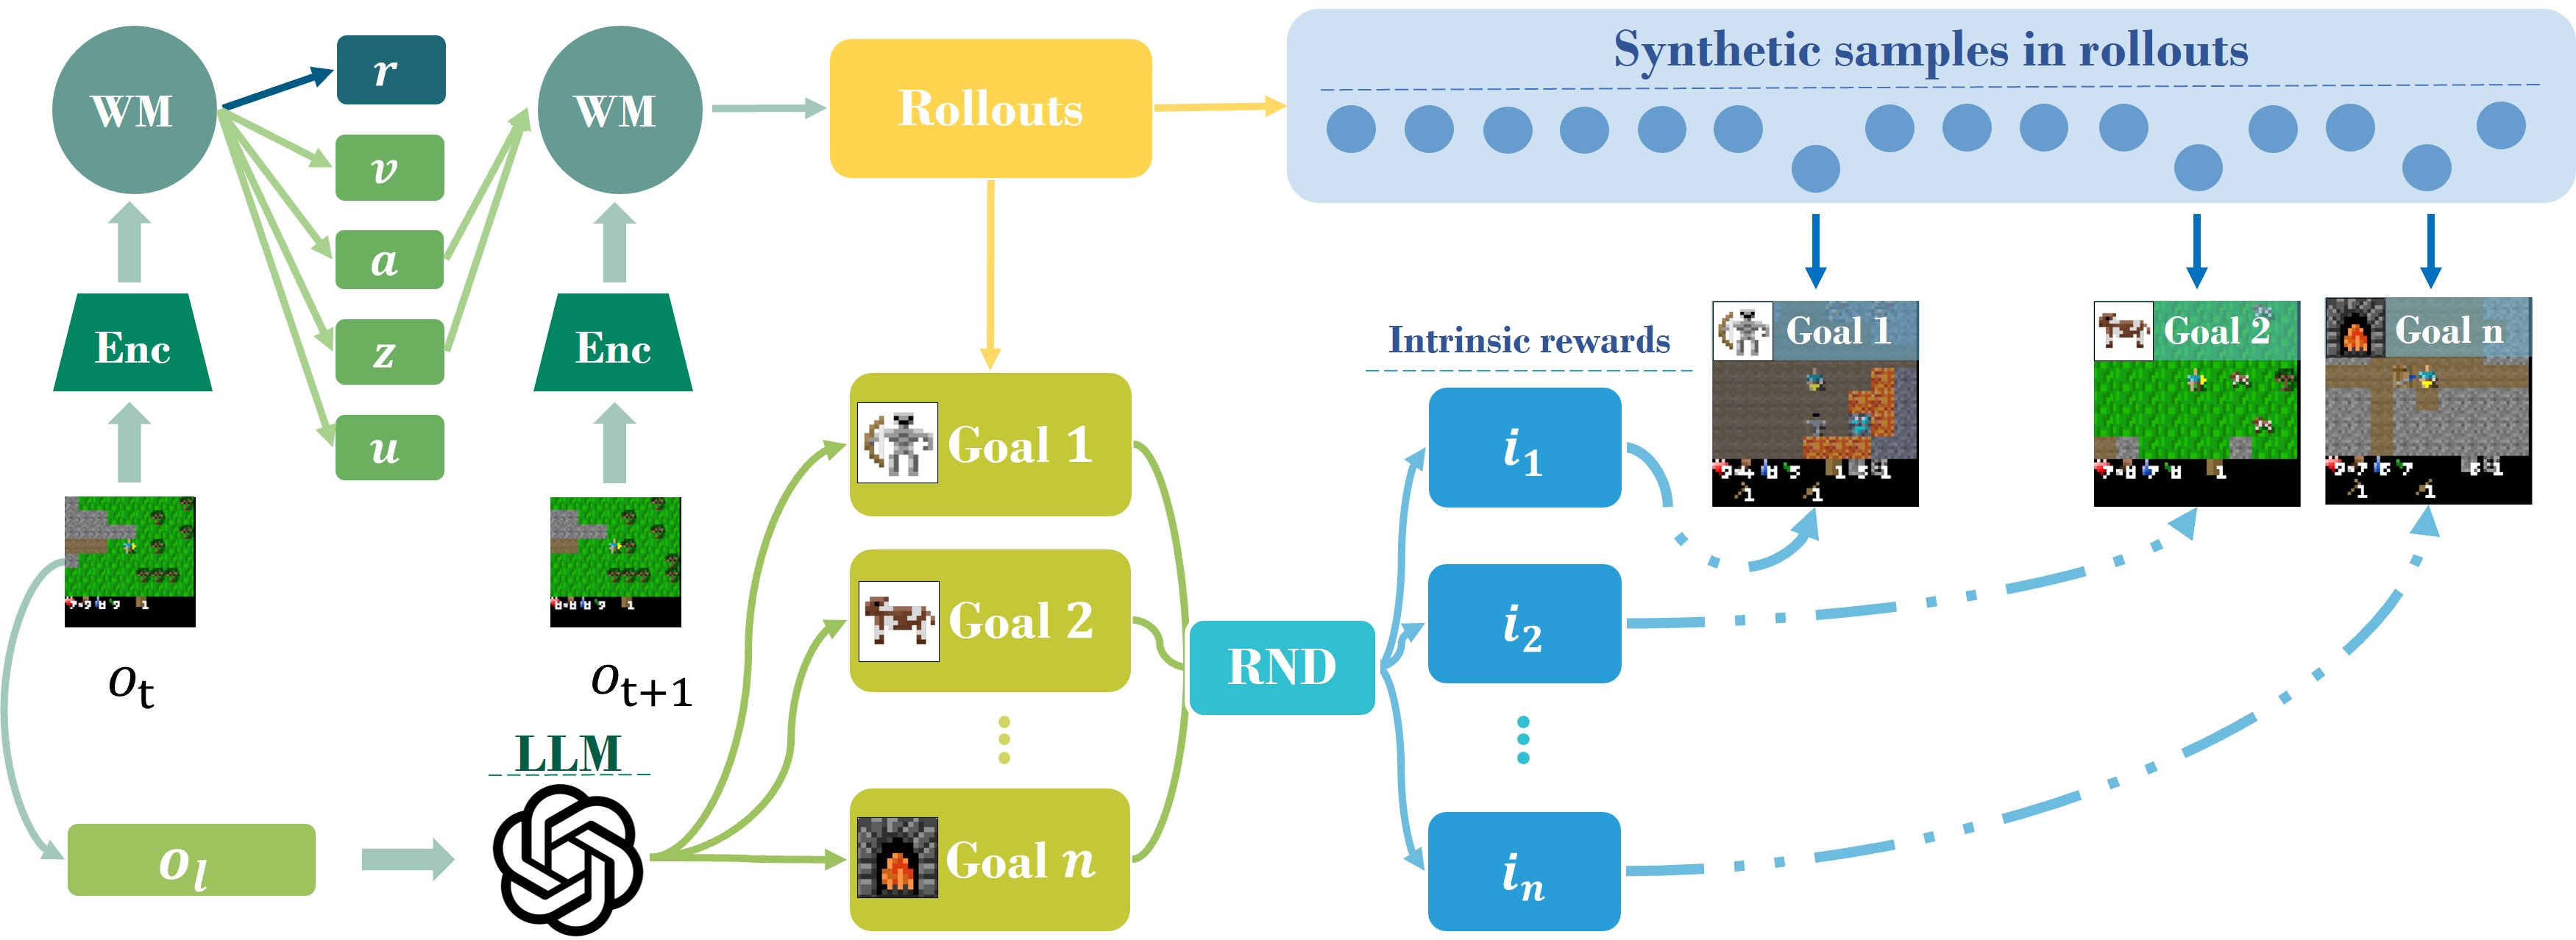 WM
r
v
a
z
u
Enc
o_t
WM
Enc
o_{t+1}
Rollouts
Synthetic samples in rollouts
Goal 1
Goal 2
Goal n
o_l
LLM
Goal 1
Goal 2
Goal n
RND
Intrinsic rewards
i_1
i_2
i_n